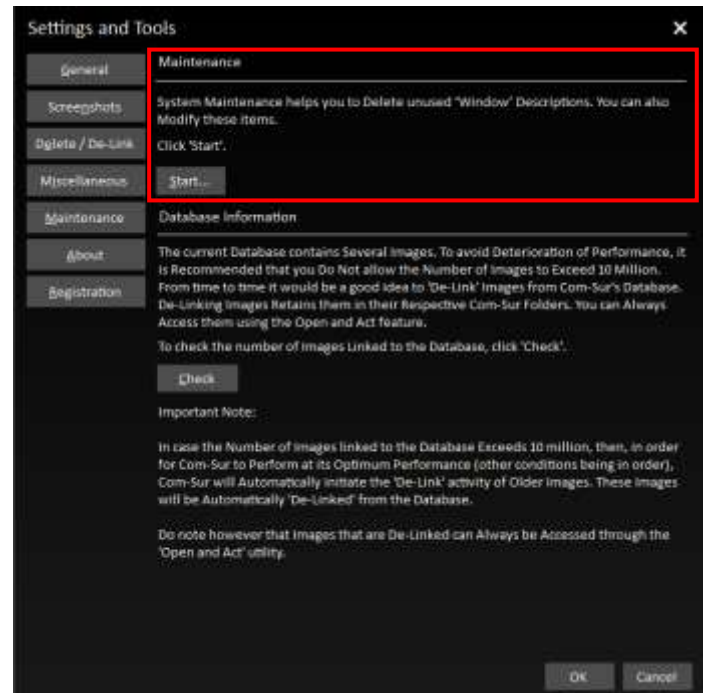 Settings and Tools
General
Screenshots
Delete / De-Link
Miscellaneous
Maintenance
About
Registration
Maintenance
System Maintenance helps you to Delete unused 'Window' Descriptions. You can also
Modify these items.
Click 'Start'.
Start...
Database Information
The current Database contains Several Images. To avoid Deterioration of Performance, it
is Recommended that you Do Not allow the Number of Images to Exceed 10 Million.
From time to time it would be a good idea to 'De-Link' Images from Com-Sur's Database.
De-Linking Images Retains them in their Respective Com-Sur Folders. You can Always
Access them using the Open and Act feature.
To check the number of Images Linked to the Database, click 'Check'.
Check
Important Note:
In case the Number of Images linked to the Database Exceeds 10 million, then, in order
for Com-Sur to Perform at its Optimum Performance (other conditions being in order),
Com-Sur will Automatically initiate the 'De-Link' activity of Older Images. These Images
will be Automatically 'De-Linked' from the Database.
Do note however that Images that are De-Linked can Always be Accessed through the
'Open and Act' utility.
OK
Cancel